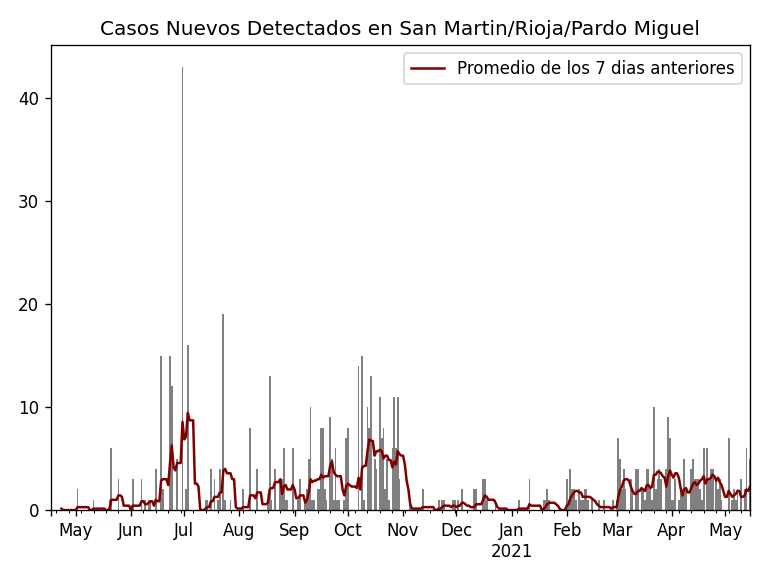 Casos Nuevos Detectados en San Martin/Rioja/Pardo Miguel
Promedio de los 7 dias anteriores
40
30
20
10
0
May Jun Jul Aug Sep Oct Nov Dec Jan Feb Mar Apr May
2021